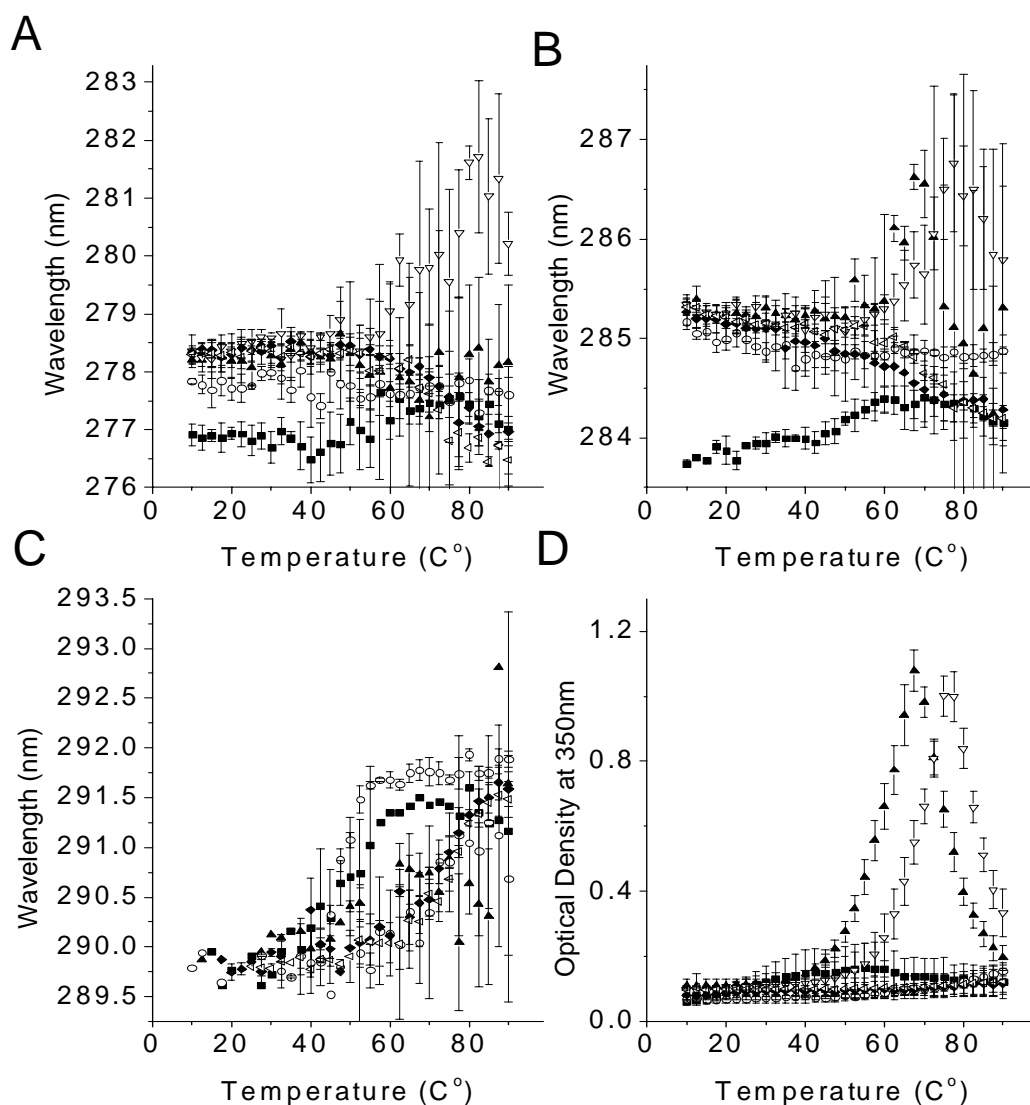 A
283
282
281
280
279
278
277
276
Wavelength (nm)
0 20 40 60 80
Temperature (C°)
B
287
286
285
284
Wavelength (nm)
0 20 40 60 80
Temperature (C°)
C
293.5
293.0
292.5
292.0
291.5
291.0
290.5
290.0
289.5
Wavelength (nm)
0 20 40 60 80
Temperature (C°)
D
1.2
0.8
0.4
0.0
Optical Density at 350nm
0 20 40 60 80
Temperature (C°)